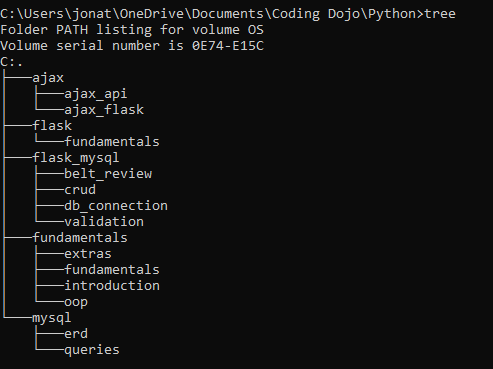 C:\Users\jonat\OneDrive\Documents\Coding Dojo\Python>tree
Folder PATH listing for volume OS
Volume serial number is 0E74-E15C
C:.
├───ajax
│   ├───ajax_api
│   └───ajax_flask
├───flask
│   └───fundamentals
├───flask_mysql
│   ├───belt_review
│   ├───crud
│   ├───db_connection
│   └───validation
├───fundamentals
│   ├───extras
│   ├───fundamentals
│   ├───introduction
│   └───oop
└───mysql
    ├───erd
    └───queries